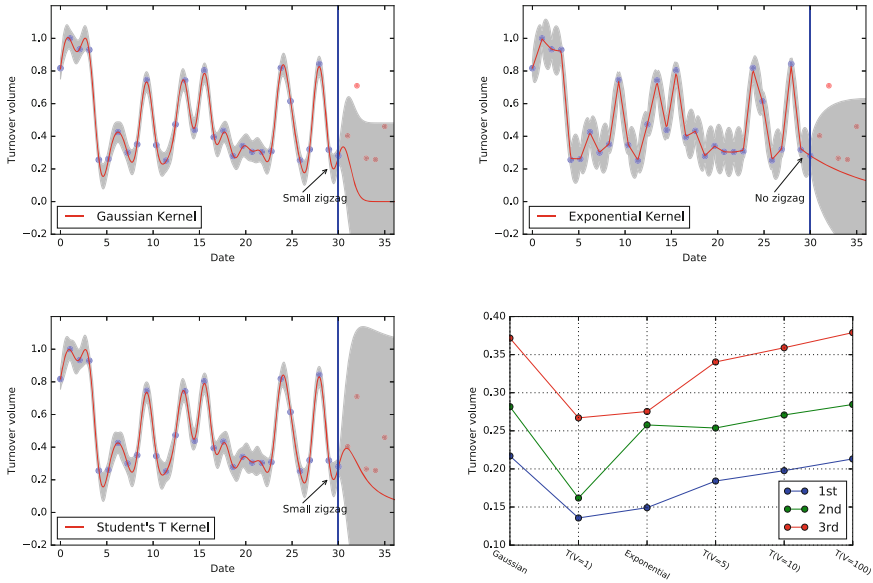 1.0
0.8
0.6
0.4
0.2
0.0
−0.2
Turnover volume
Small zigzag
Gaussian Kernel
0 5 10 15 20 25 30 35
Date
1.0
0.8
0.6
0.4
0.2
0.0
−0.2
Turnover volume
No zigzag
Exponential Kernel
0 5 10 15 20 25 30 35
Date
1.0
0.8
0.6
0.4
0.2
0.0
−0.2
Turnover volume
Small zigzag
Student's T Kernel
0 5 10 15 20 25 30 35
Date
0.40
0.35
0.30
0.25
0.20
0.15
0.10
Turnover volume
1st
2nd
3rd
Gaussian
T(V=1)
Exponential
T(V=5)
T(V=10)
T(V=100)